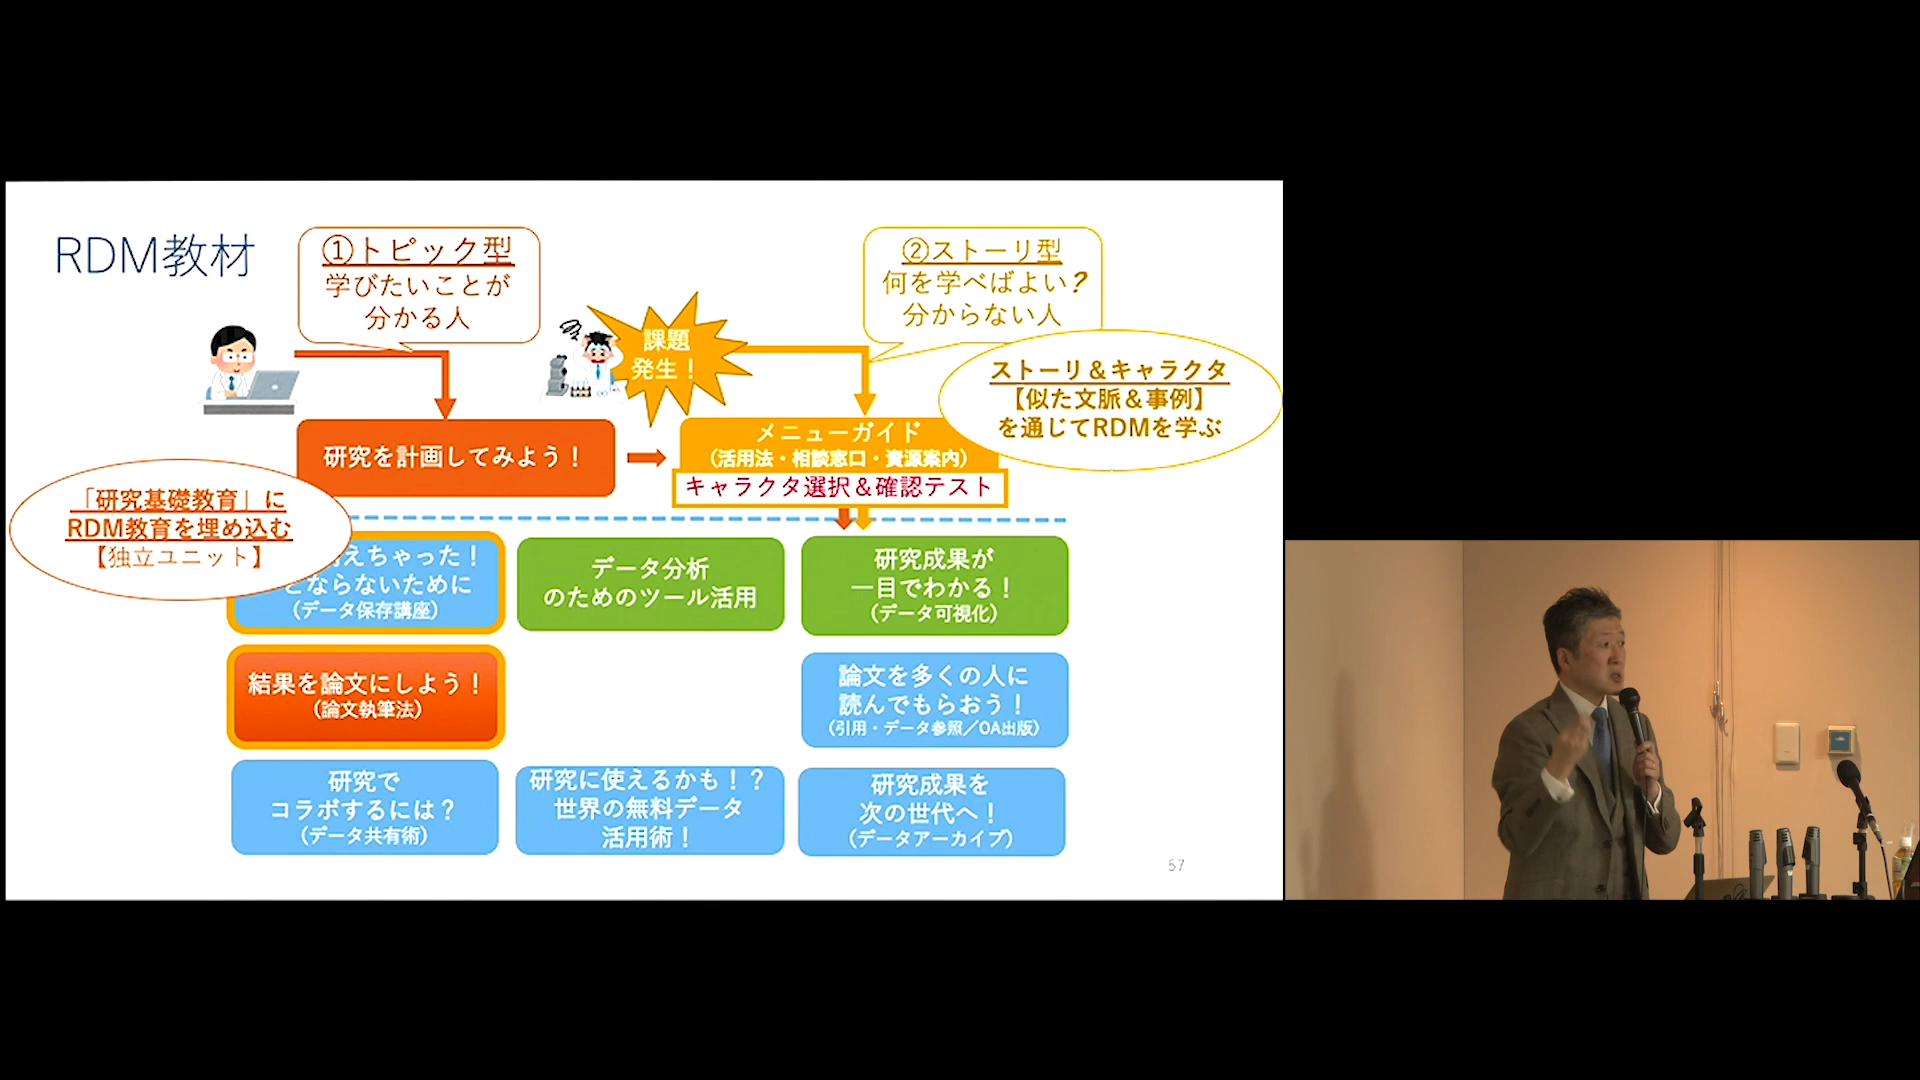 RDM教材
①トピック型
学びたいことが
分かる人
②ストーリ型
何を学べばよい?
分からない人
課題
発生！
ストーリ＆キャラクタ
【似た文脈＆事例】
を通じてRDMを学ぶ
研究を計画してみよう！
メニューガイド
(活用法・相談窓口・資源案内)
キャラクタ選択＆確認テスト
「研究基礎教育」に
RDM教育を埋め込む
【独立ユニット】
えちゃった！
とならないために
(データ保存講座)
データ分析
のためのツール活用
研究成果が
一目でわかる！
(データ可視化)
結果を論文にしよう！
(論文執筆法)
論文を多くの人に
読んでもらおう！
(引用・データ参照／OA出版)
研究で
コラボするには？
(データ共有術)
研究に使えるかも！？
世界の無料データ
活用術！
研究成果を
次の世代へ！
(データアーカイブ)
57